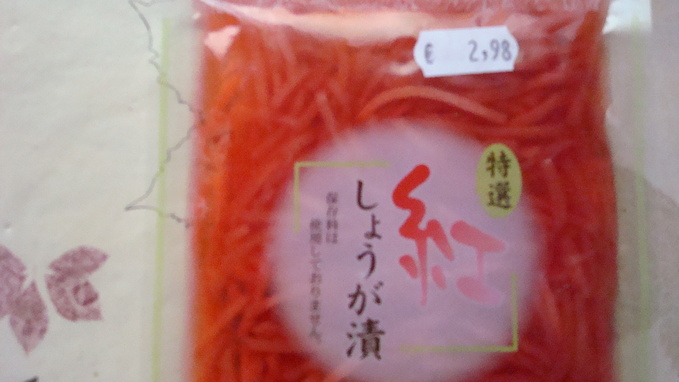 € 2,98
特選
紅
しょうが漬
保存料は
使用しておりません。